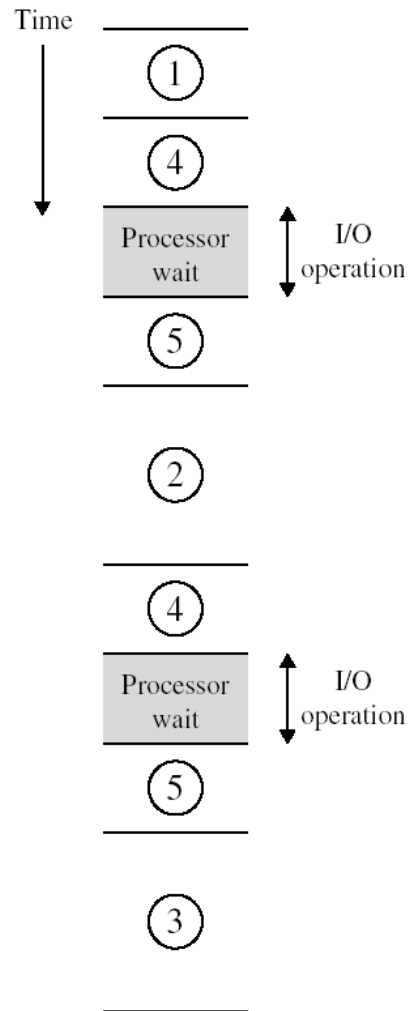 Time
1
4
Processor
wait
I/O
operation
5
2
4
Processor
wait
I/O
operation
5
3